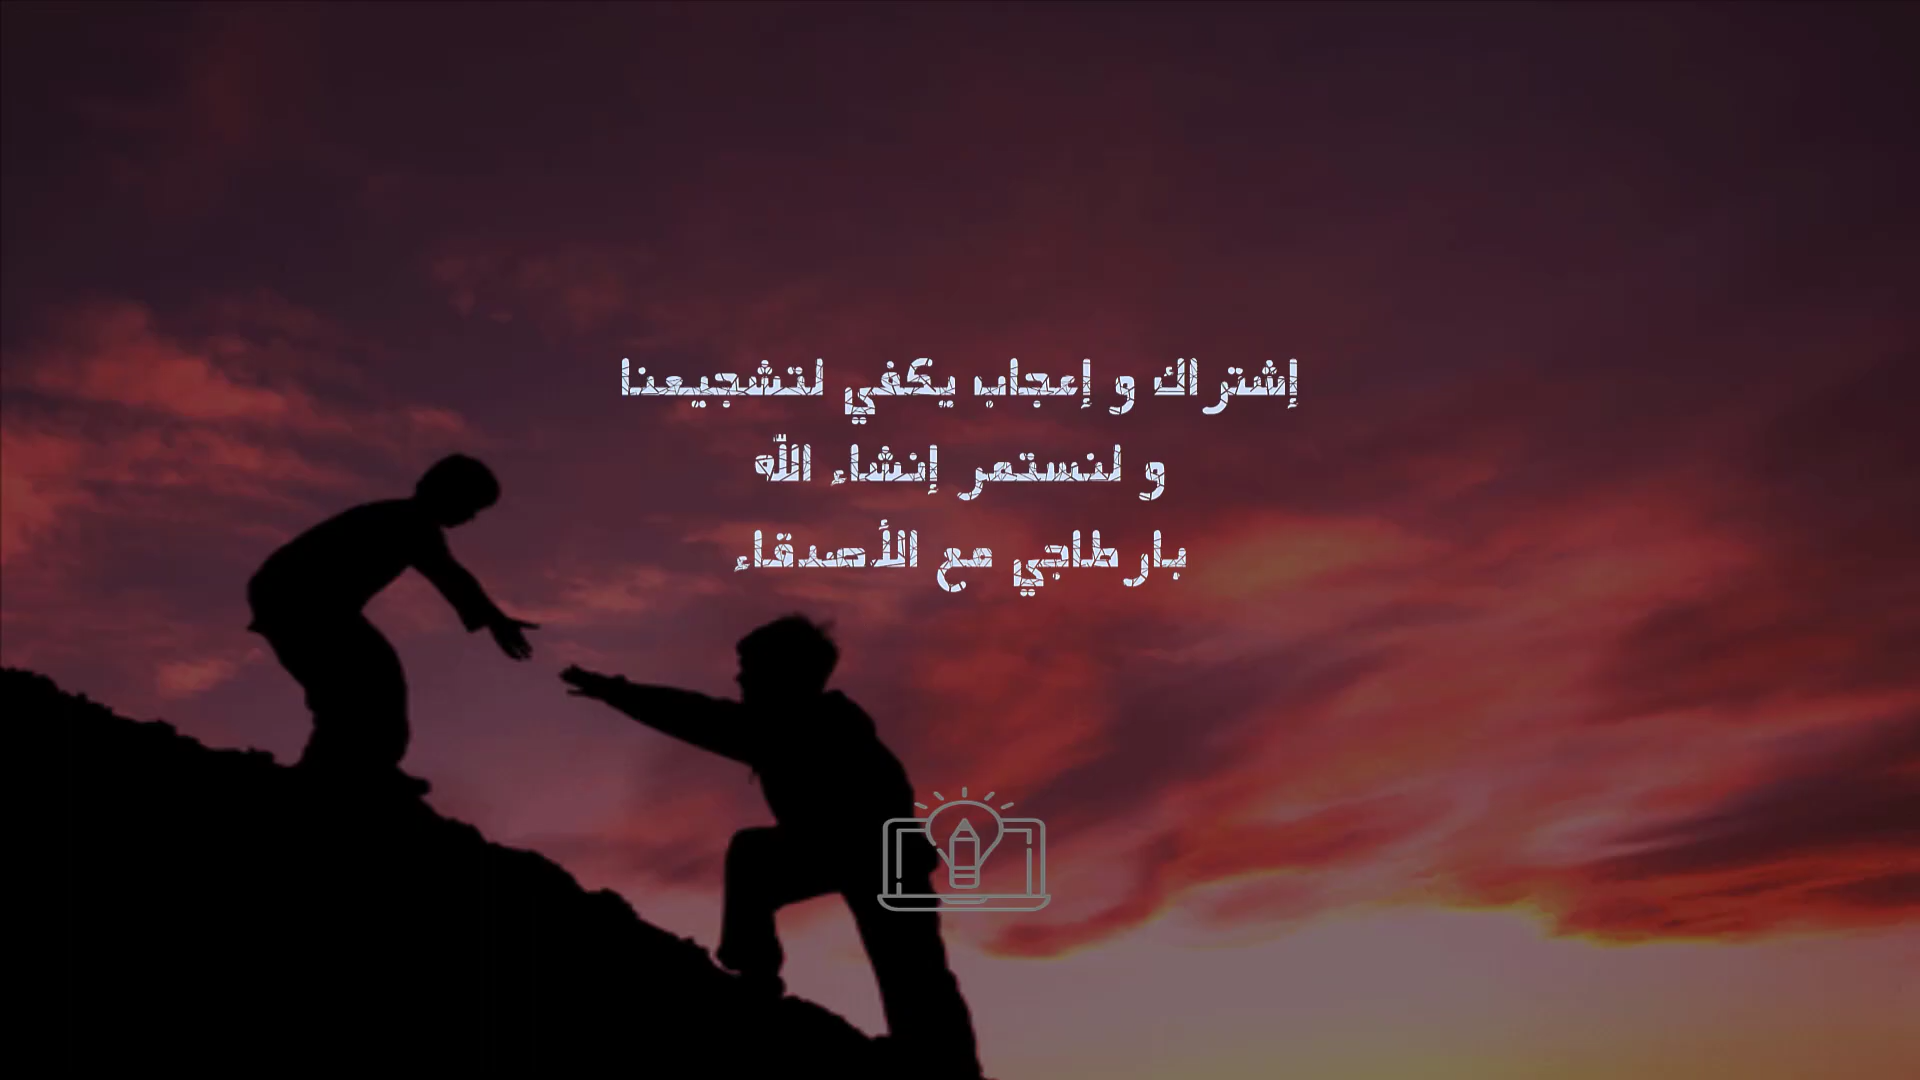 إشتراك و إعجاب يكفي لتشجيعنا
و لنستمر إنشاء الله
بارطاجي مع الأصدقاء